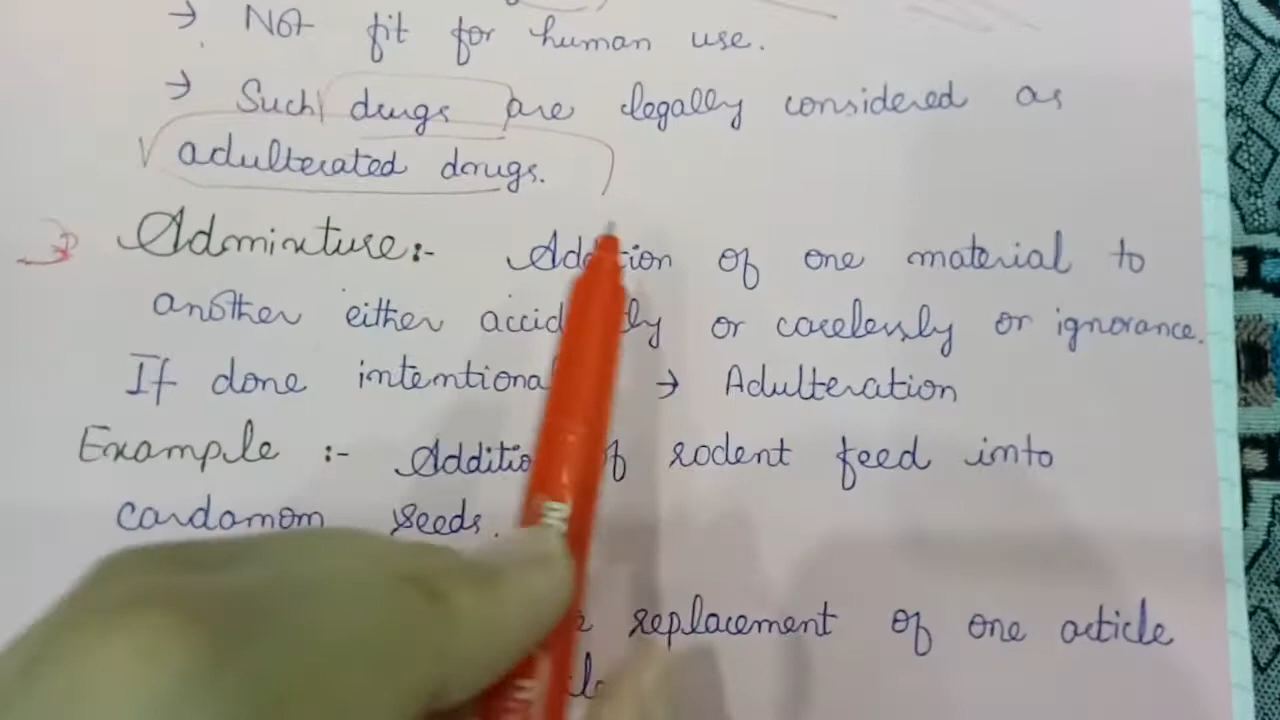 → Not fit for human use.
→ Such drugs are legally considered as
adulterated drugs.
→ Admixture:- Addition of one material to
another either or carelessly or ignorance.
If done → Adulteration
Example :- of rodent feed into
cardamom seeds.
replacement of one article